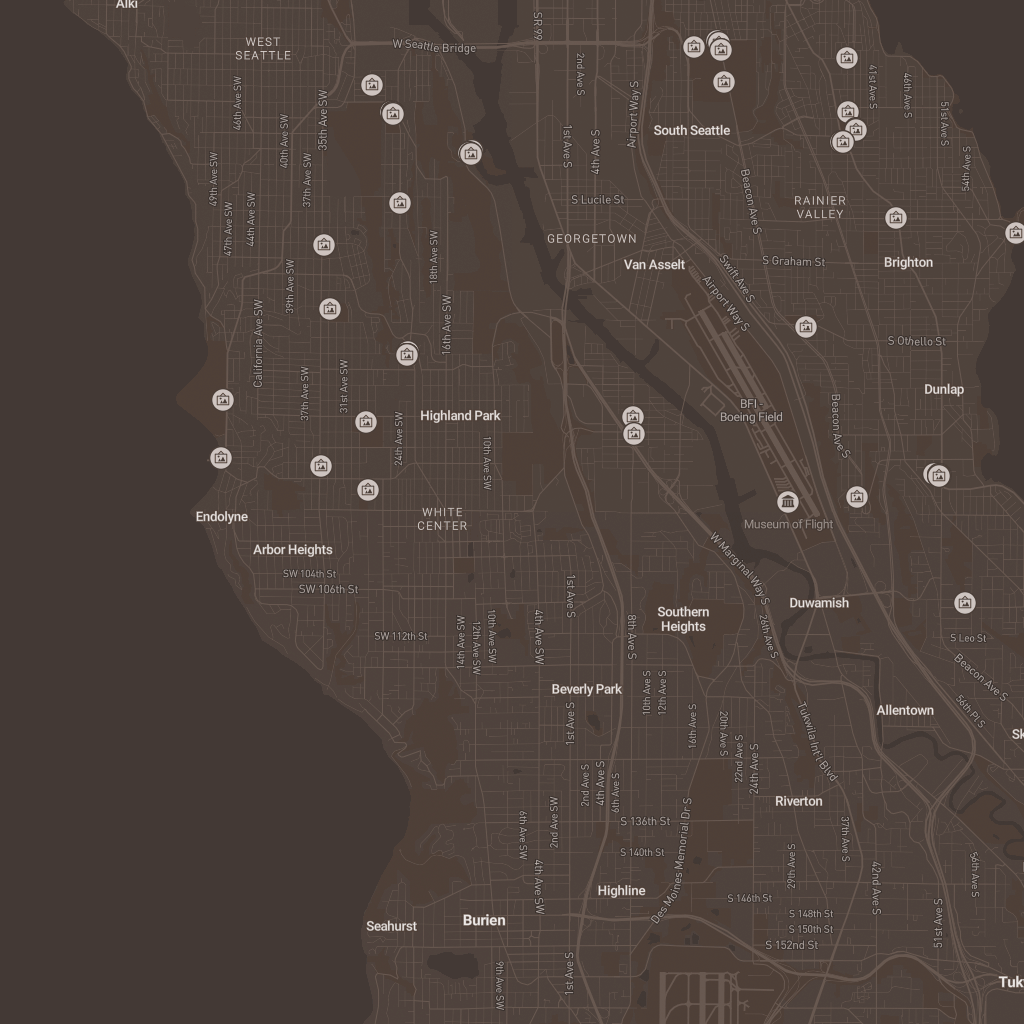 Alki
WEST
SEATTLE
W Seattle Bridge
SR 99
2nd Ave S
Airport Way S
41st Ave S
46th Ave S
51st Ave S
46th Ave SW
35th Ave SW
40th Ave SW
South Seattle
1st Ave S
4th Ave S
49th Ave SW
37th Ave SW
54th Ave S
S Lucile St
Beacon Ave S
RAINIER
VALLEY
47th Ave SW
44th Ave SW
GEORGETOWN
18th Ave SW
Van Asselt
Swift Ave S
S Graham St
Brighton
39th Ave SW
Airport Way S
California Ave SW
16th Ave SW
S Othello St
37th Ave SW
31st Ave SW
Dunlap
BFI -
Boeing Field
Highland Park
24th Ave SW
10th Ave SW
Beacon Ave S
Endolyne
WHITE
CENTER
Museum of Flight
Arbor Heights
W Marginal Way S
SW 104th St
SW 106th St
1st Ave S
Duwamish
Southern
Heights
SW 112th St
14th Ave SW
12th Ave SW
10th Ave SW
4th Ave SW
8th Ave S
26th Ave S
S Leo St
Beacon Ave S
Beverly Park
10th Ave S
12th Ave S
56th Pl S
1st Ave S
16th Ave S
20th Ave S
Allentown
Sk
22nd Ave S
24th Ave S
Tukwila Int'l Blvd
2nd Ave S
4th Ave S
6th Ave S
Riverton
6th Ave SW
2nd Ave SW
S 136th St
37th Ave S
S 140th St
Des Moines Memorial Dr S
29th Ave S
42nd Ave S
56th Ave S
4th Ave SW
Highline
S 146th St
S 148th St
Seahurst
Burien
S 150th St
51st Ave S
S 152nd St
9th Ave SW
1st Ave S
Tuk